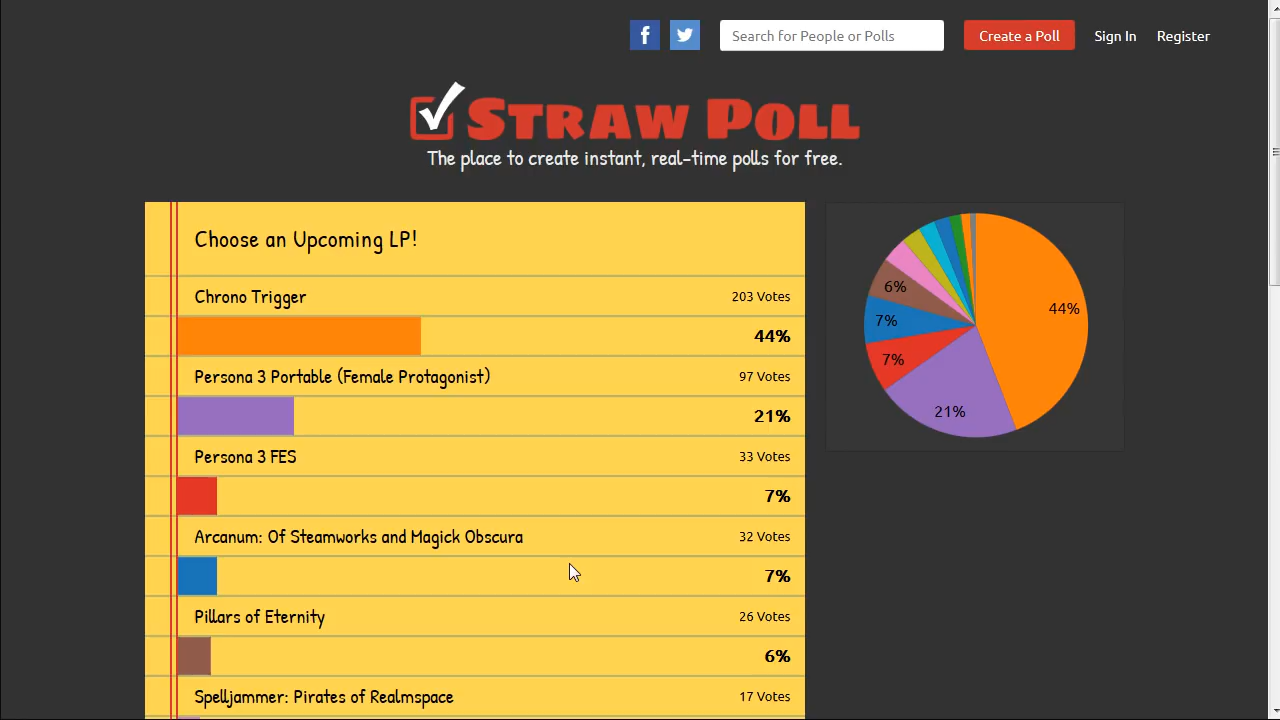 f Search for People or Polls Create a Poll Sign In Register
STRAW POLL
The place to create instant, real-time polls for free.
Choose an Upcoming LP!
Chrono Trigger 203 Votes
44%
Persona 3 Portable (Female Protagonist) 97 Votes
21%
Persona 3 FES 33 Votes
7%
Arcanum: Of Steamworks and Magick Obscura 32 Votes
7%
Pillars of Eternity 26 Votes
6%
Spelljammer: Pirates of Realmspace 17 Votes
6%
44%
7%
7%
21%